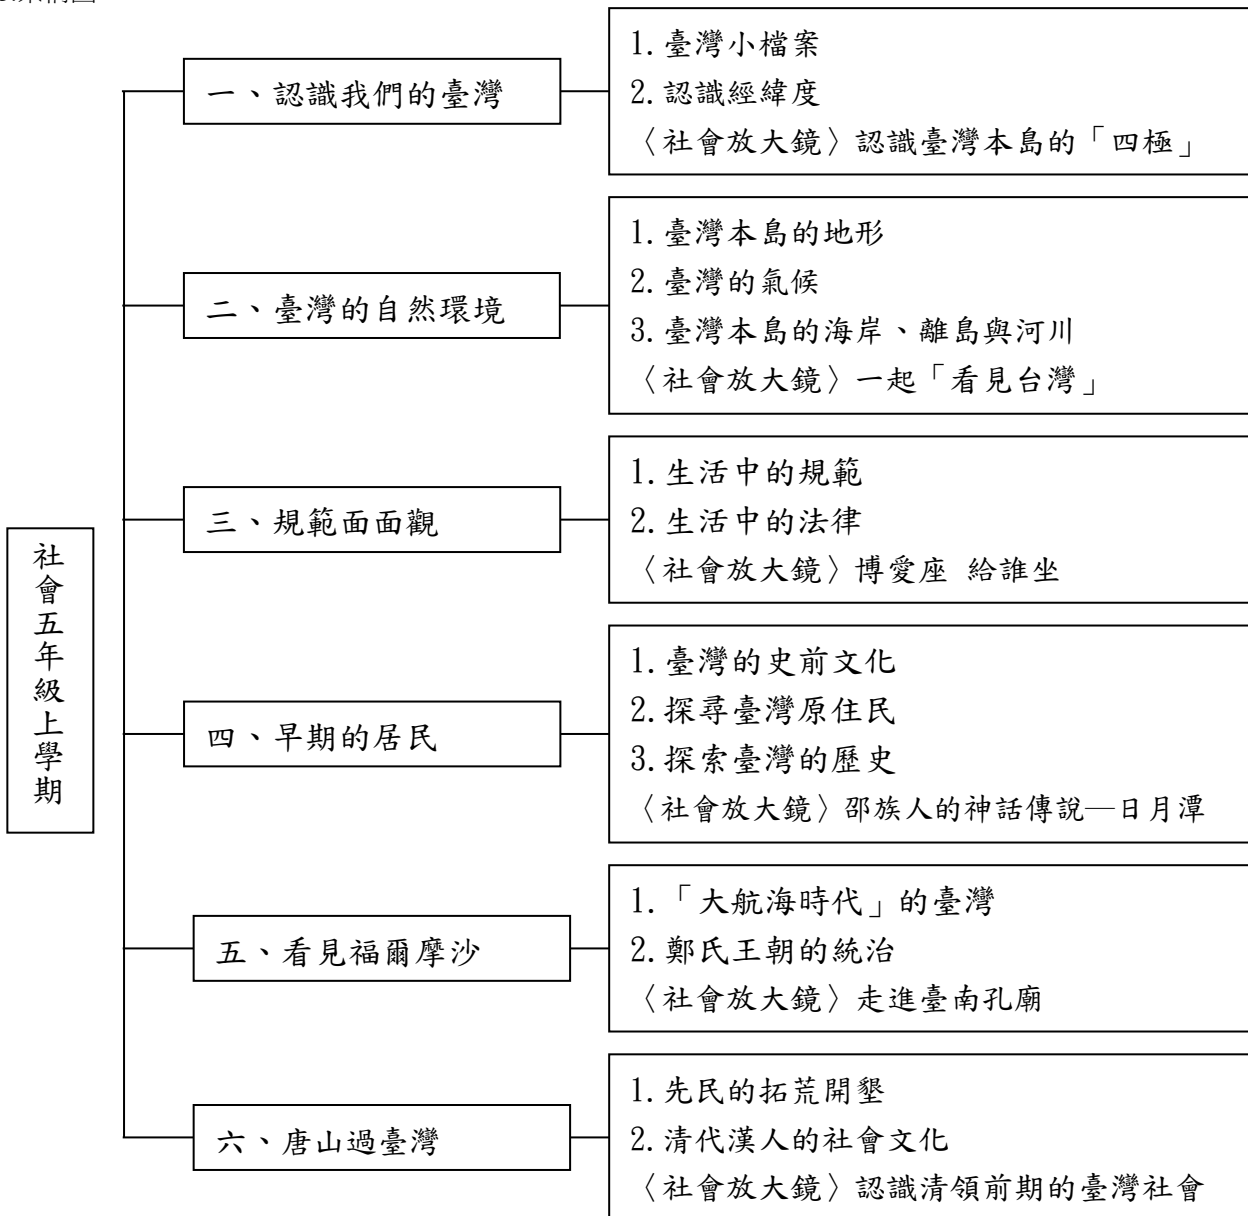 社會五年級上學期
一、認識我們的臺灣
1.臺灣小檔案
2.認識經緯度
〈社會放大鏡〉認識臺灣本島的「四極」
二、臺灣的自然環境
1.臺灣本島的地形
2.臺灣的氣候
3.臺灣本島的海岸、離島與河川
〈社會放大鏡〉一起「看見台灣」
三、規範面面觀
1.生活中的規範
2.生活中的法律
〈社會放大鏡〉博愛座 給誰坐
四、早期的居民
1.臺灣的史前文化
2.探尋臺灣原住民
3.探索臺灣的歷史
〈社會放大鏡〉邵族人的神話傳說─日月潭
五、看見福爾摩沙
1.「大航海時代」的臺灣
2.鄭氏王朝的統治
〈社會放大鏡〉走進臺南孔廟
六、唐山過臺灣
1.先民的拓荒開墾
2.清代漢人的社會文化
〈社會放大鏡〉認識清領前期的臺灣社會